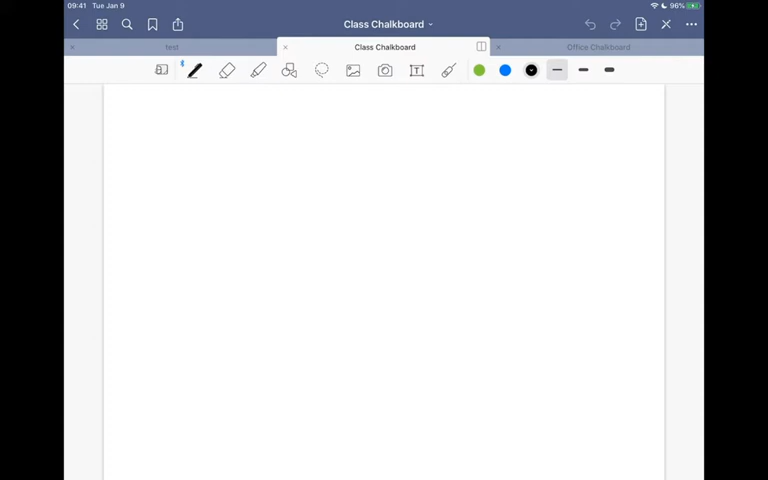 09:41 Tue Jan 9
96%
Class Chalkboard
test
Class Chalkboard
Office Chalkboard
T